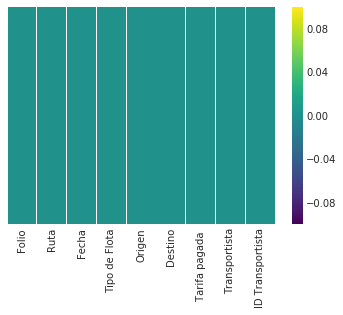 0.08
0.04
0.00
−0.04
−0.08
Folio
Ruta
Fecha
Tipo de Flota
Origen
Destino
Tarifa pagada
Transportista
ID Transportista